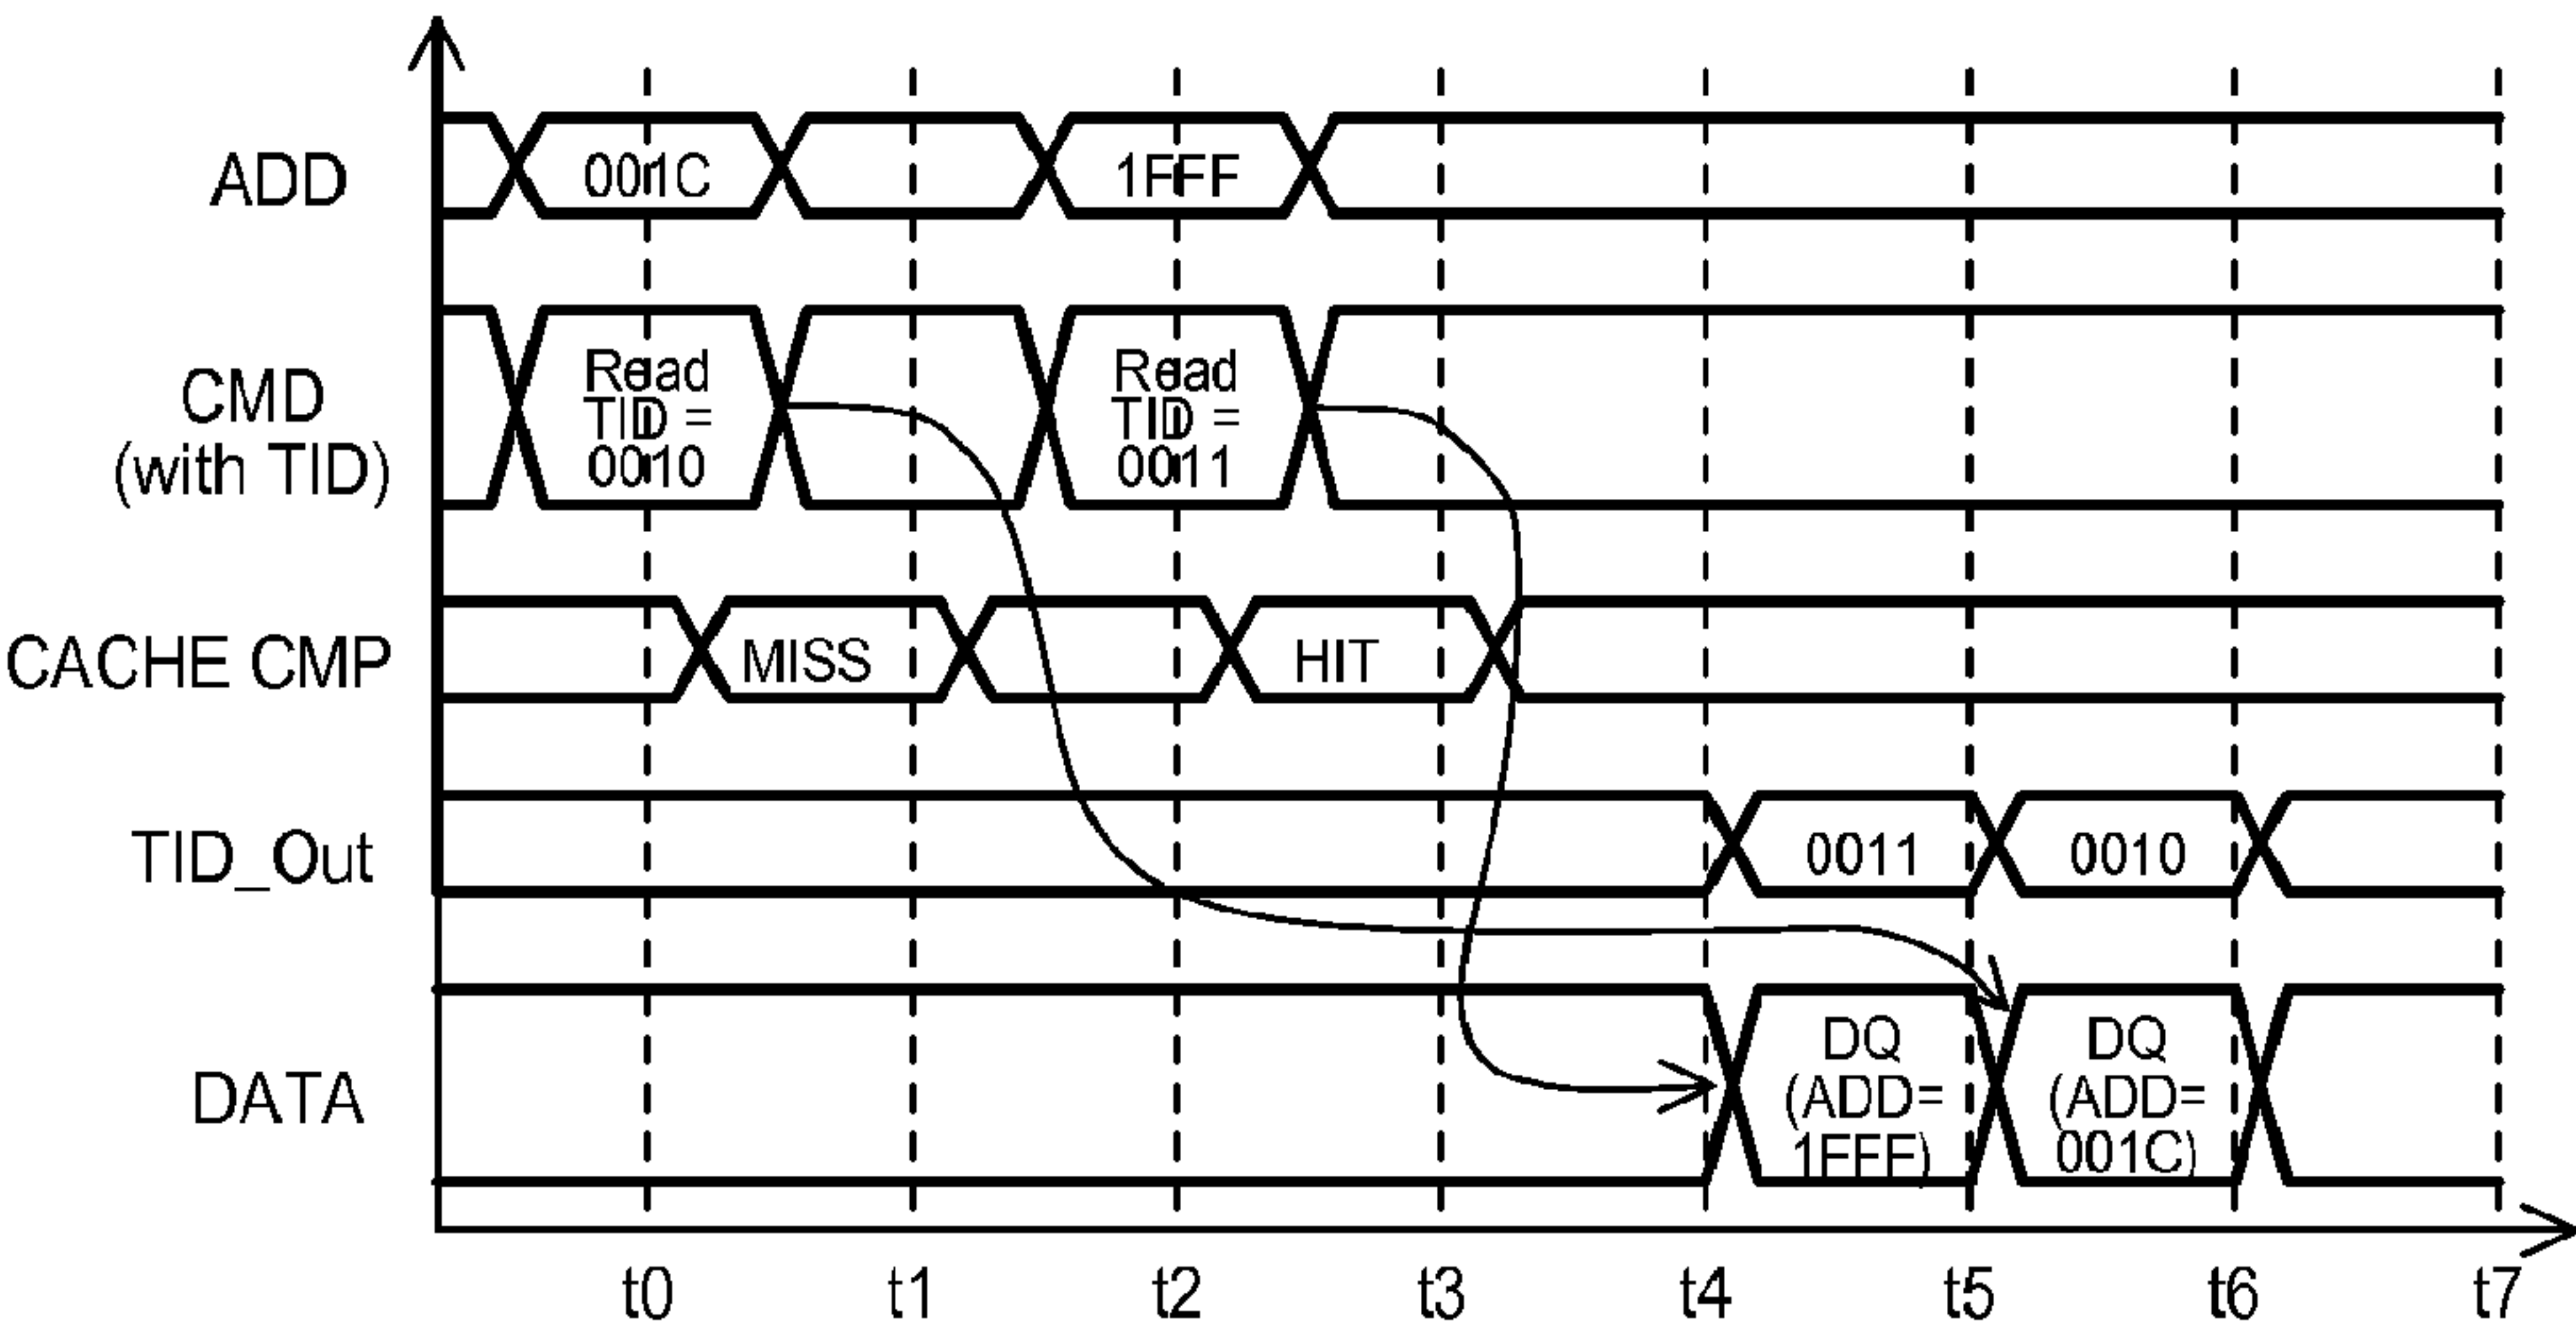 ADD
001C
1FFF
CMD
(with TID)
Read
TID =
0010
Read
TID =
0011
CACHE CMP
MISS
HIT
TID_Out
0011
0010
DATA
DQ
(ADD=
1FFF)
DQ
(ADD=
001C)
t0
t1
t2
t3
t4
t5
t6
t7